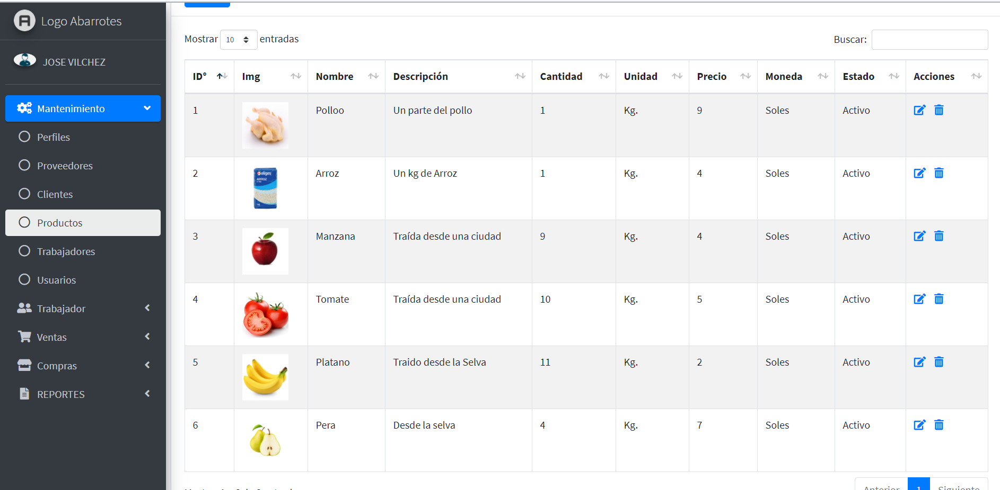 Logo Abarrotes
JOSE VILCHEZ
Mantenimiento
Perfiles
Proveedores
Clientes
Productos
Trabajadores
Usuarios
Trabajador
Ventas
Compras
REPORTES
Mostrar 10 entradas
Buscar:
ID° Img Nombre Descripción Cantidad Unidad Precio Moneda Estado Acciones
1 Polloo Un parte del pollo 1 Kg. 9 Soles Activo
2 Arroz Un kg de Arroz 1 Kg. 4 Soles Activo
eliges
ARROZ
3 Manzana Traída desde una ciudad 9 Kg. 4 Soles Activo
4 Tomate Traída desde una ciudad 10 Kg. 5 Soles Activo
5 Platano Traido desde la Selva 11 Kg. 2 Soles Activo
6 Pera Desde la selva 4 Kg. 7 Soles Activo
Anterior 1 Siguiente